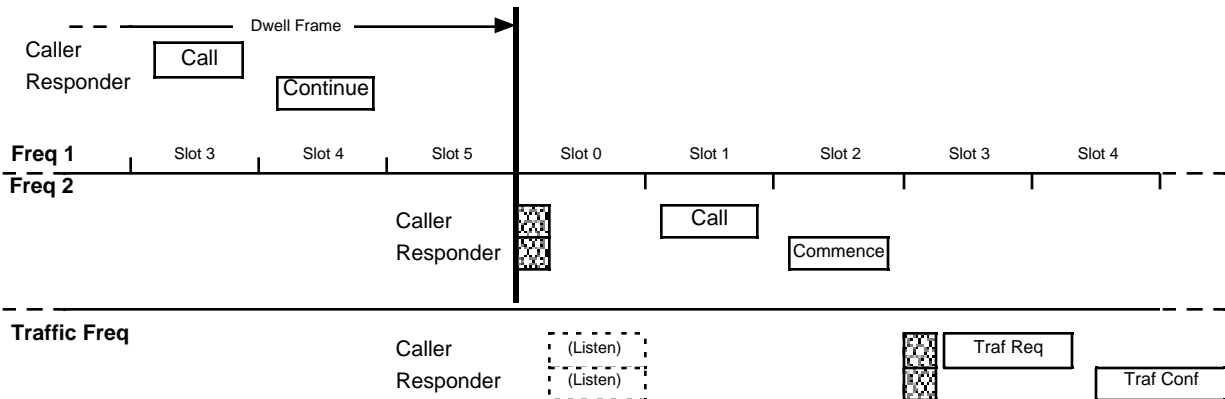 Dwell Frame
Caller
Call
Responder
Continue
Freq 1
Slot 3
Slot 4
Slot 5
Slot 0
Slot 1
Slot 2
Slot 3
Slot 4
Freq 2
Caller
Call
Responder
Commence
Traffic Freq
Caller
(Listen)
Traf Req
Responder
(Listen)
Traf Conf